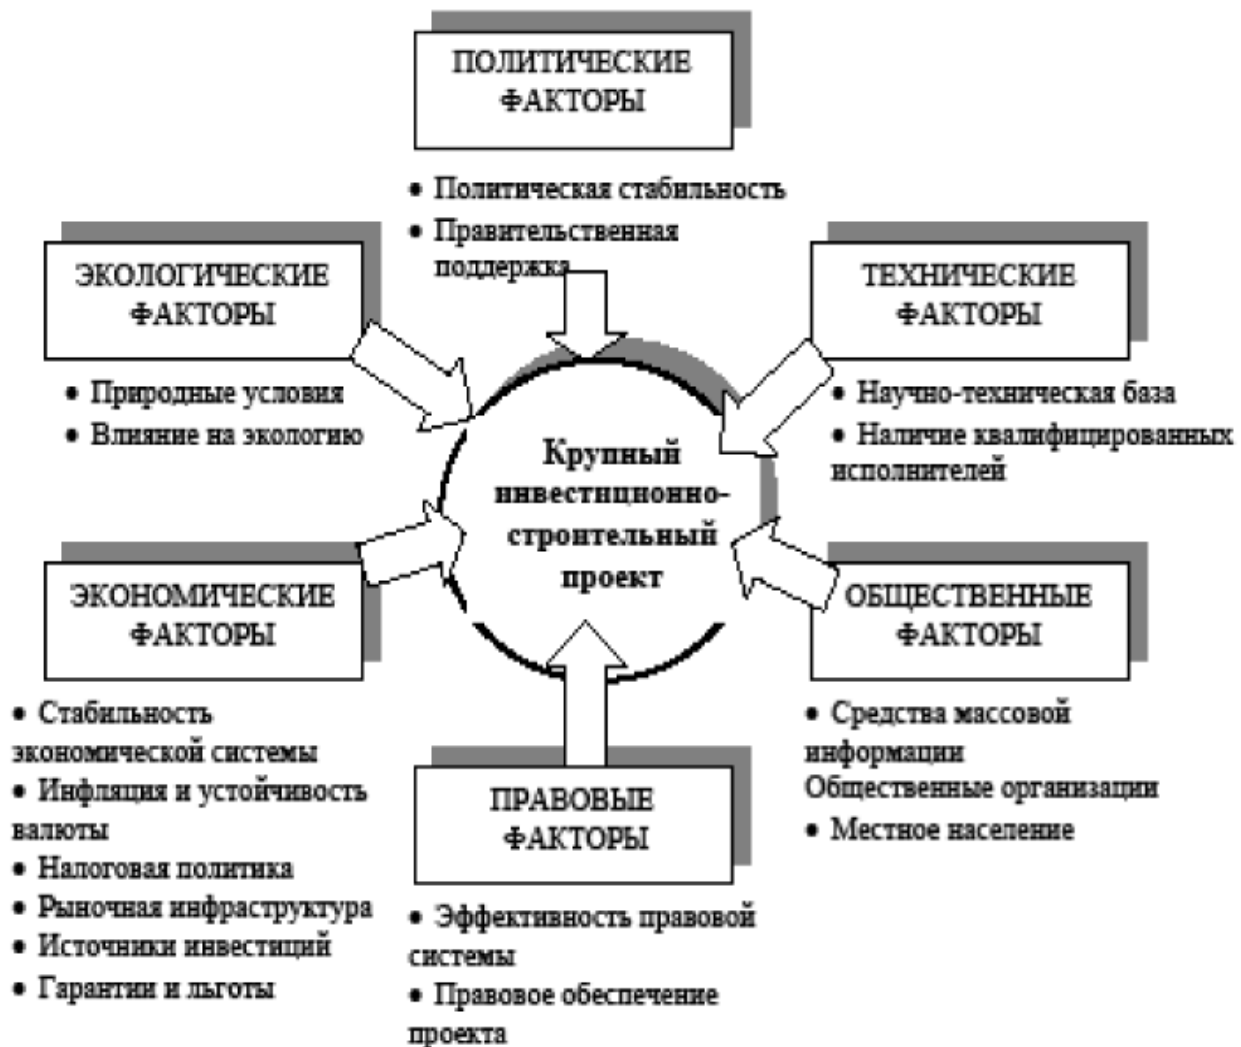 ПОЛИТИЧЕСКИЕ
ФАКТОРЫ
• Политическая стабильность
• Правительственная
поддержка
ЭКОЛОГИЧЕСКИЕ
ФАКТОРЫ
• Природные условия
• Влияние на экологию
ТЕХНИЧЕСКИЕ
ФАКТОРЫ
• Научно-техническая база
• Наличие квалифицированных
исполнителей
Крупный
инвестиционно-
строительный
проект
ЭКОНОМИЧЕСКИЕ
ФАКТОРЫ
• Стабильность
экономической системы
• Инфляция и устойчивость
валюты
• Налоговая политика
• Рыночная инфраструктура
• Источники инвестиций
• Гарантии и льготы
ОБЩЕСТВЕННЫЕ
ФАКТОРЫ
• Средства массовой
информации
Общественные организации
• Местное население
ПРАВОВЫЕ
ФАКТОРЫ
• Эффективность правовой
системы
• Правовое обеспечение
проекта